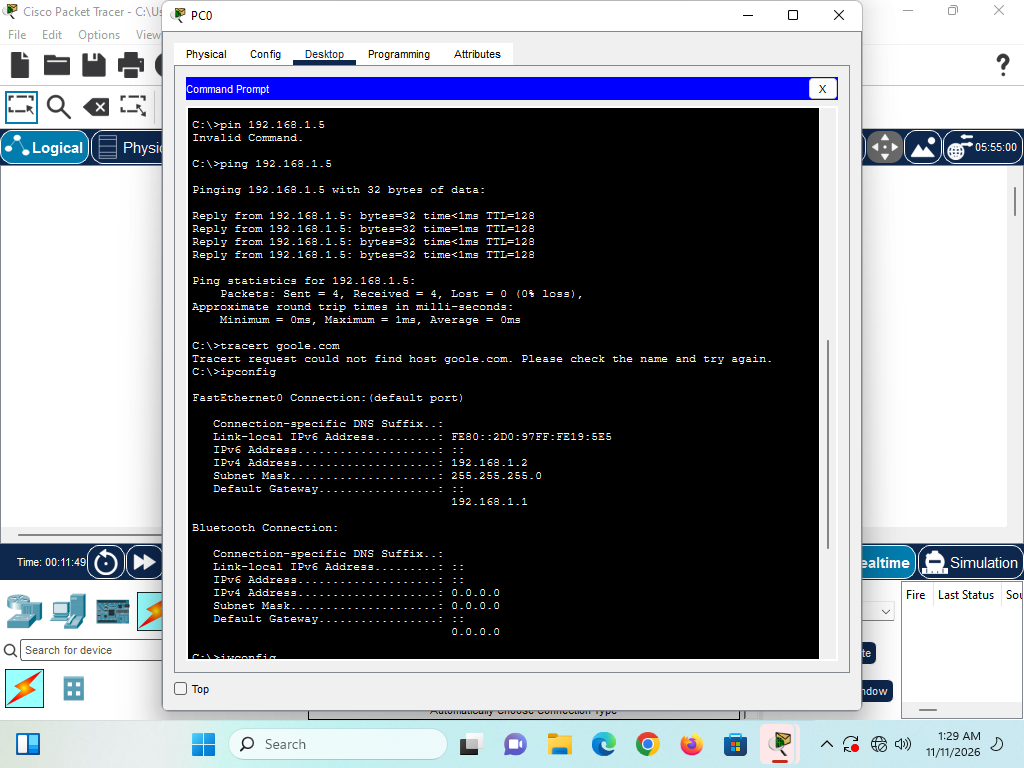 Cisco Packet Tracer - C:\Us
PC0
File Edit Options View
Physical Config Desktop Programming Attributes
Command Prompt
X
C:\>pin 192.168.1.5
Invalid Command.
C:\>ping 192.168.1.5
Pinging 192.168.1.5 with 32 bytes of data:
Reply from 192.168.1.5: bytes=32 time<1ms TTL=128
Reply from 192.168.1.5: bytes=32 time=1ms TTL=128
Reply from 192.168.1.5: bytes=32 time<1ms TTL=128
Reply from 192.168.1.5: bytes=32 time<1ms TTL=128
Ping statistics for 192.168.1.5:
Packets: Sent = 4, Received = 4, Lost = 0 (0% loss),
Approximate round trip times in milli-seconds:
Minimum = 0ms, Maximum = 1ms, Average = 0ms
C:\>tracert goole.com
Tracert request could not find host goole.com. Please check the name and try again.
C:\>ipconfig
FastEthernet0 Connection:(default port)
Connection-specific DNS Suffix..:
Link-local IPv6 Address.........: FE80::2D0:97FF:FE19:5E5
IPv6 Address....................: ::
IPv4 Address....................: 192.168.1.2
Subnet Mask.....................: 255.255.255.0
Default Gateway.................: ::
192.168.1.1
Bluetooth Connection:
Connection-specific DNS Suffix..:
Link-local IPv6 Address.........: ::
IPv6 Address....................: ::
IPv4 Address....................: 0.0.0.0
Subnet Mask.....................: 0.0.0.0
Default Gateway.................: ::
0.0.0.0
C:\>iwconfig
Top
Logical
Physic
05:55:00
Time: 00:11:49
ealtime
Simulation
Fire Last Status Sou
Search for device
te
ndow
Automatically Choose Connection Type
Search
1:29 AM
11/11/2026